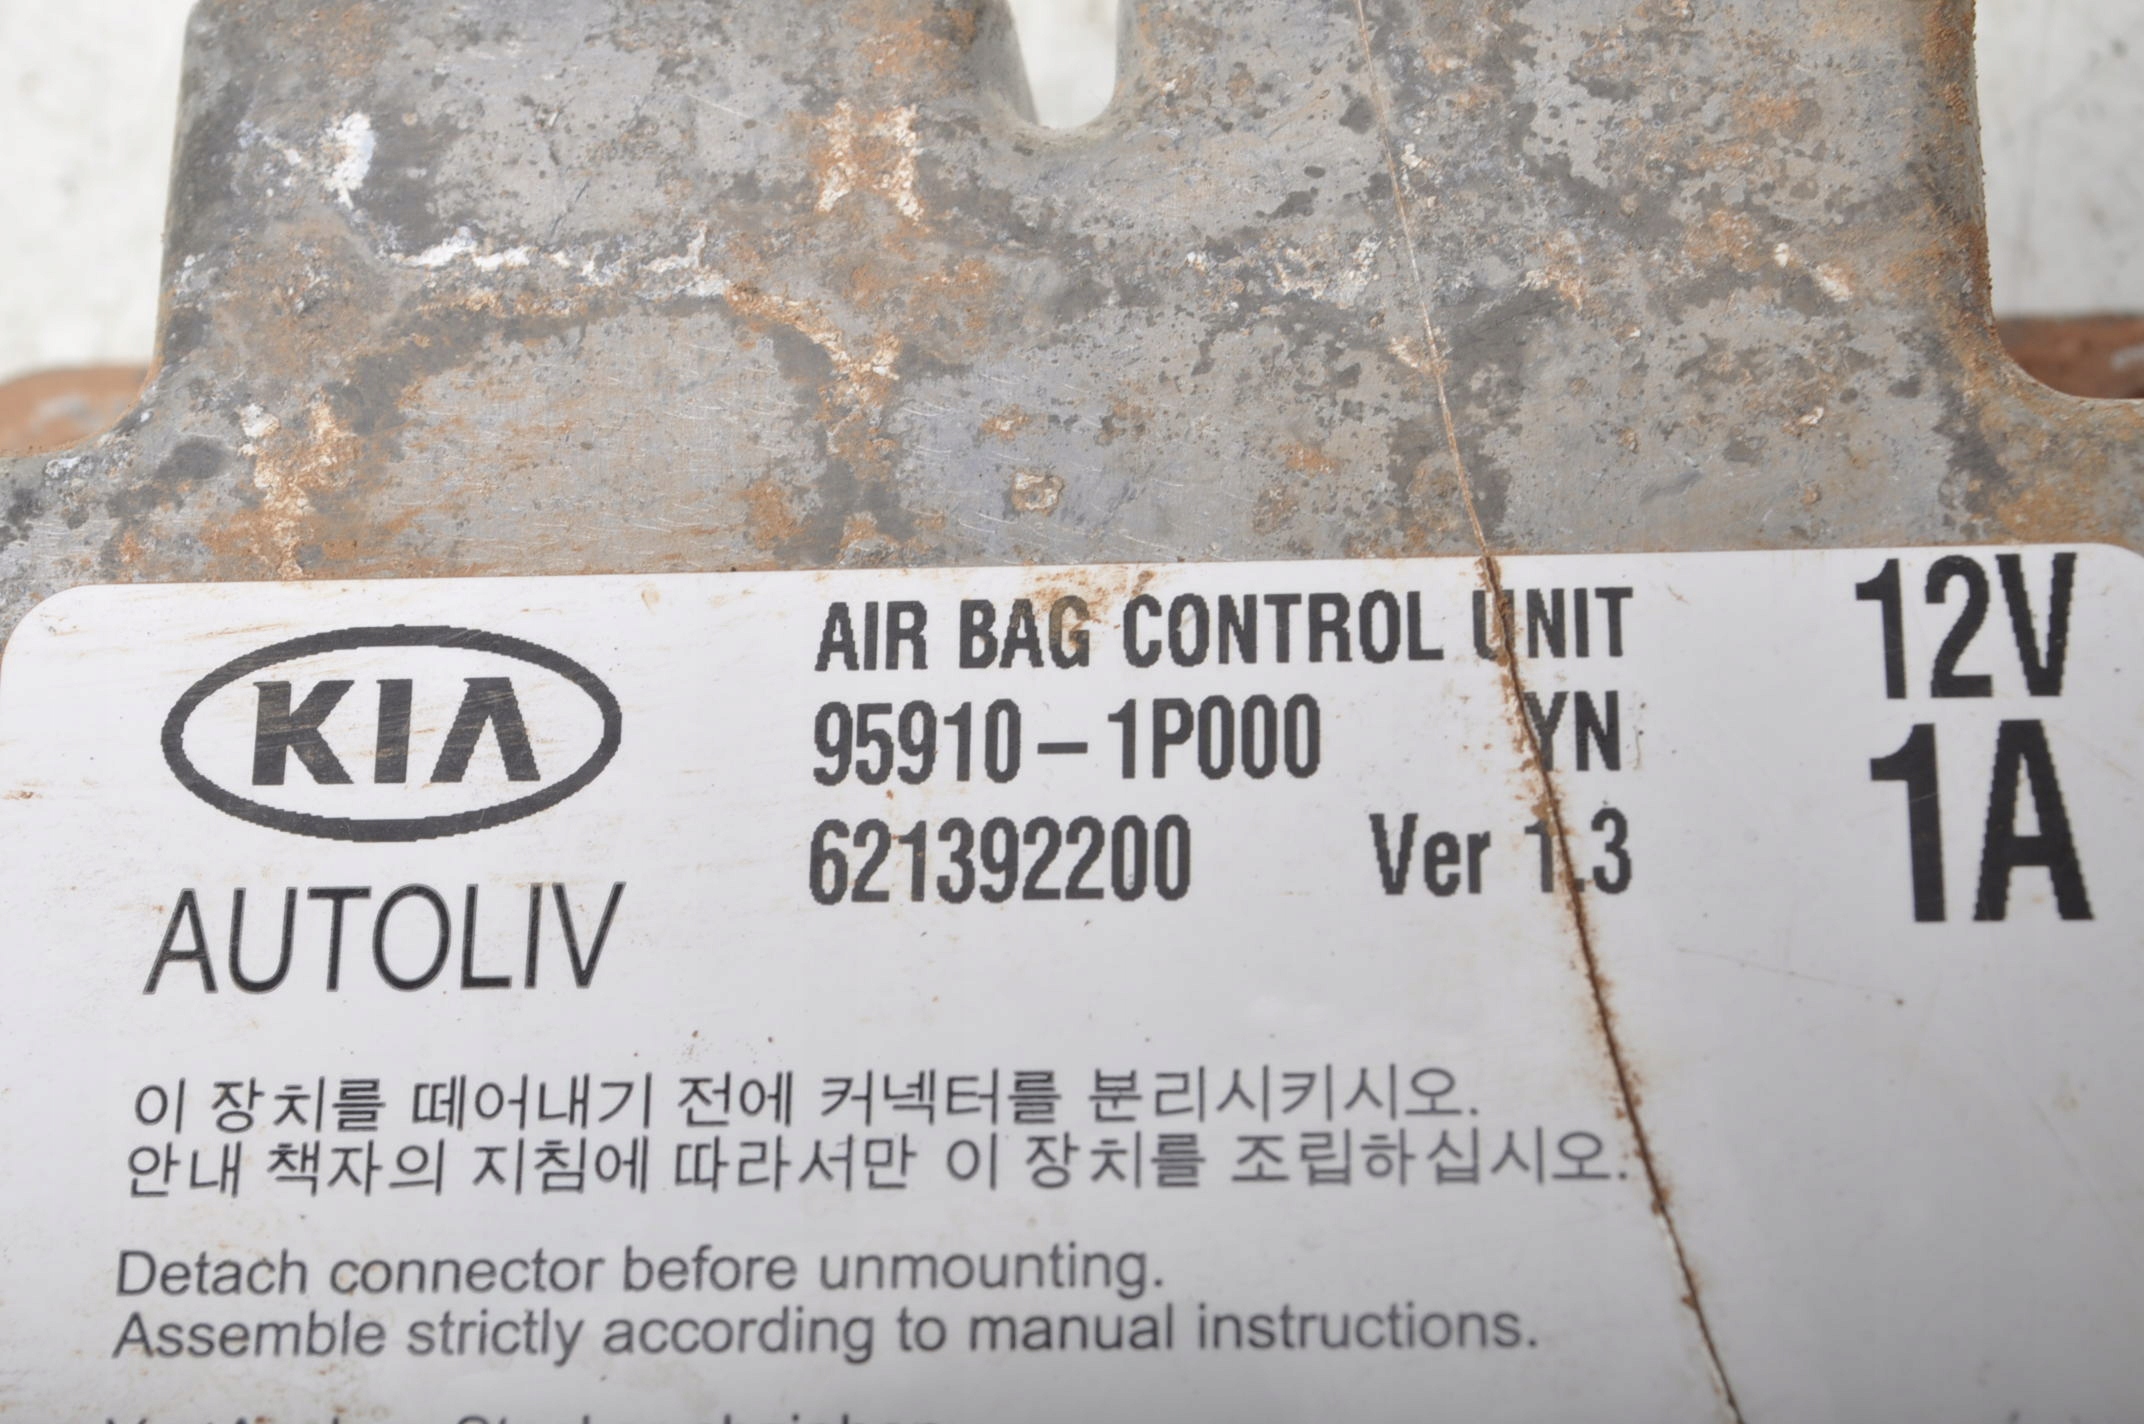 KIA
AUTOLIV
AIR BAG CONTROL UNIT
95910-1P000 YN
621392200 Ver 1.3
12V
1A
이 장치를 떼어내기 전에 커넥터를 분리시키시오.
안내 책자의 지침에 따라서만 이 장치를 조립하십시오.
Detach connector before unmounting.
Assemble strictly according to manual instructions.